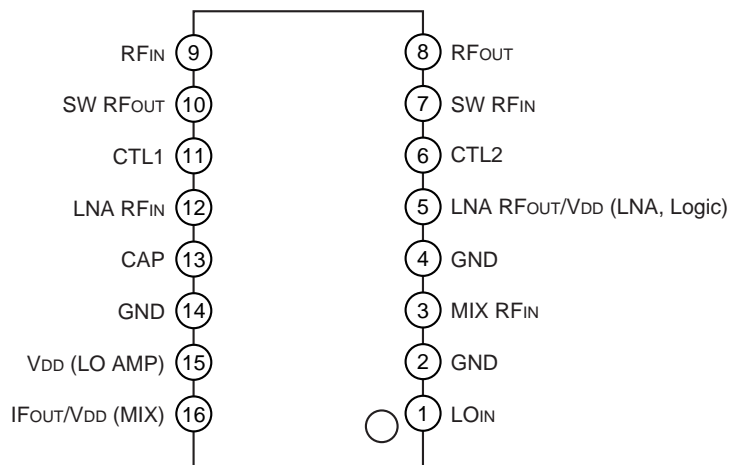 RFIN 9 8 RFOUT
SW RFOUT 10 7 SW RFIN
CTL1 11 6 CTL2
LNA RFIN 12 5 LNA RFOUT/VDD (LNA, Logic)
CAP 13 4 GND
GND 14 3 MIX RFIN
VDD (LO AMP) 15 2 GND
IFOUT/VDD (MIX) 16 1 LOIN